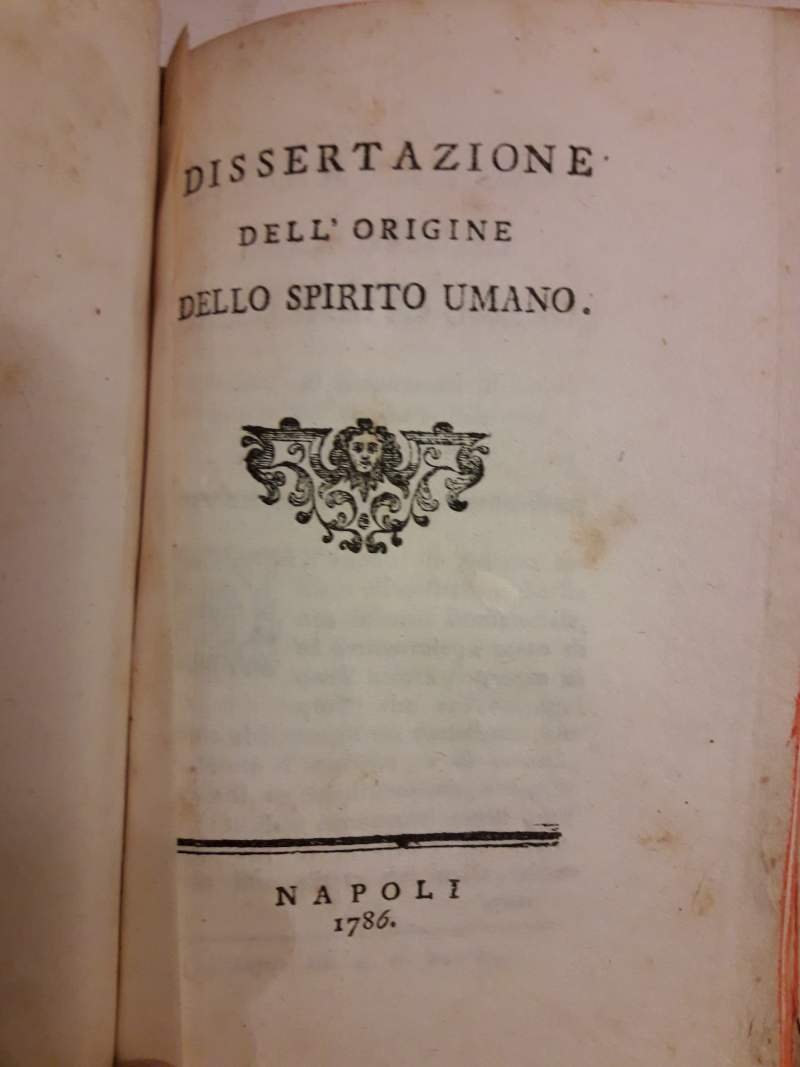 DISSERTAZIONE
DELL' ORIGINE
DELLO SPIRITO UMANO.
NAPOLI
1786.